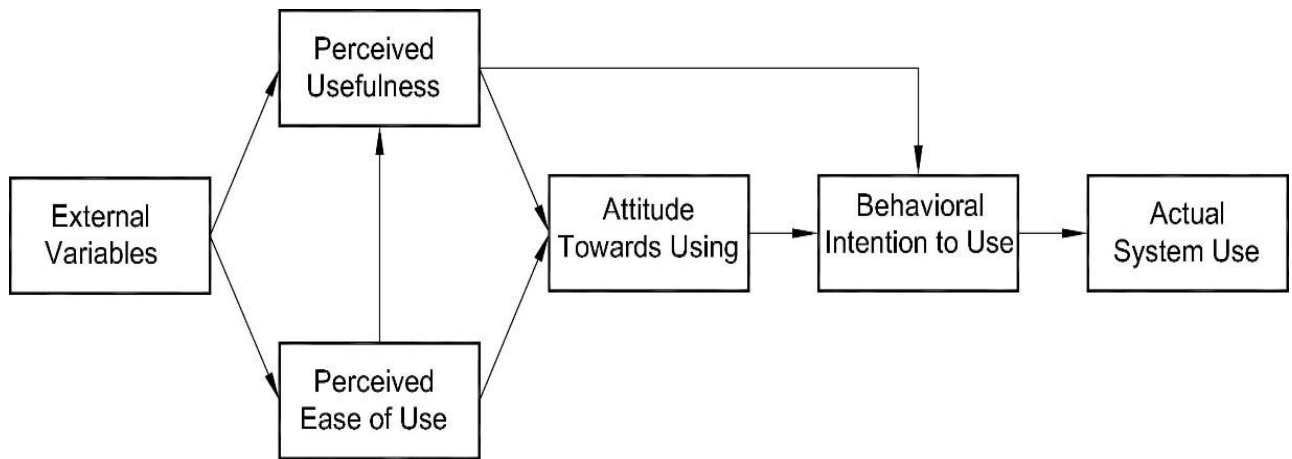 Perceived
Usefulness
External
Variables
Perceived
Ease of Use
Attitude
Towards Using
Behavioral
Intention to Use
Actual
System Use